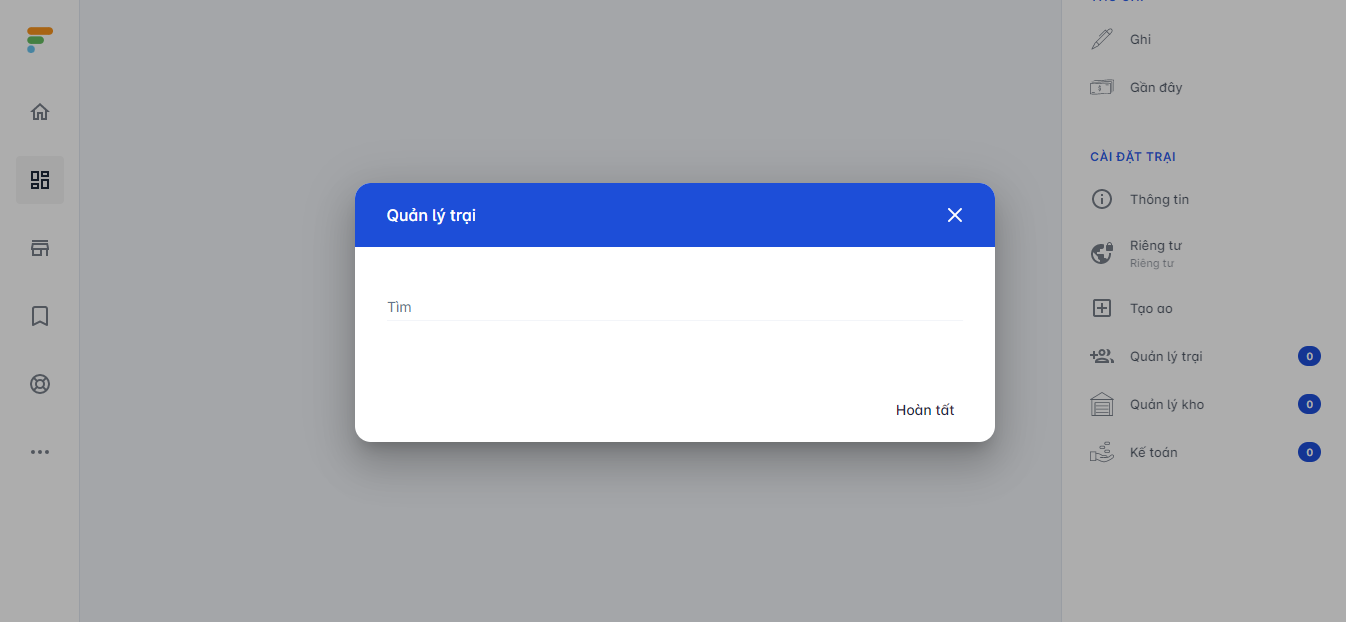 Ghi
Gần đây
CÀI ĐẶT TRẠI
Thông tin
Riêng tư
Riêng tư
Tạo ao
Quản lý trại
0
Quản lý kho
0
Kế toán
0
Quản lý trại
Tìm
Hoàn tất